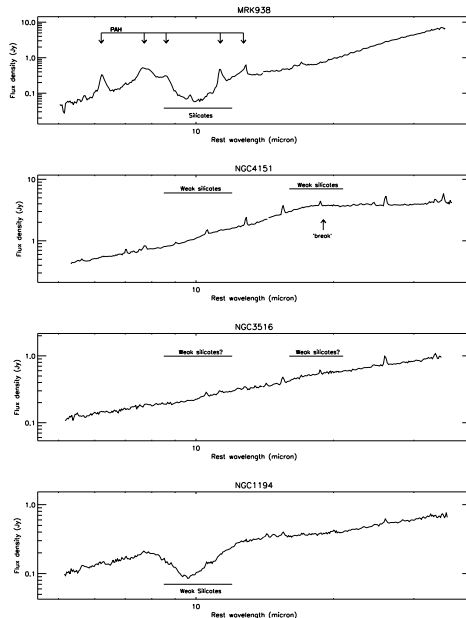 MRK938
PAH
10.0
1.0
0.1
Flux density (Jy)
Silicates
10
Rest wavelength (micron)
NGC4151
Weak silicates
Weak silicates
'break'
10
1
Flux density (Jy)
10
Rest wavelength (micron)
NGC3516
Weak silicates?
Weak silicates?
1.0
0.1
Flux density (Jy)
10
Rest wavelength (micron)
NGC1194
1.0
0.1
Flux density (Jy)
Weak Silicates
10
Rest wavelength (micron)